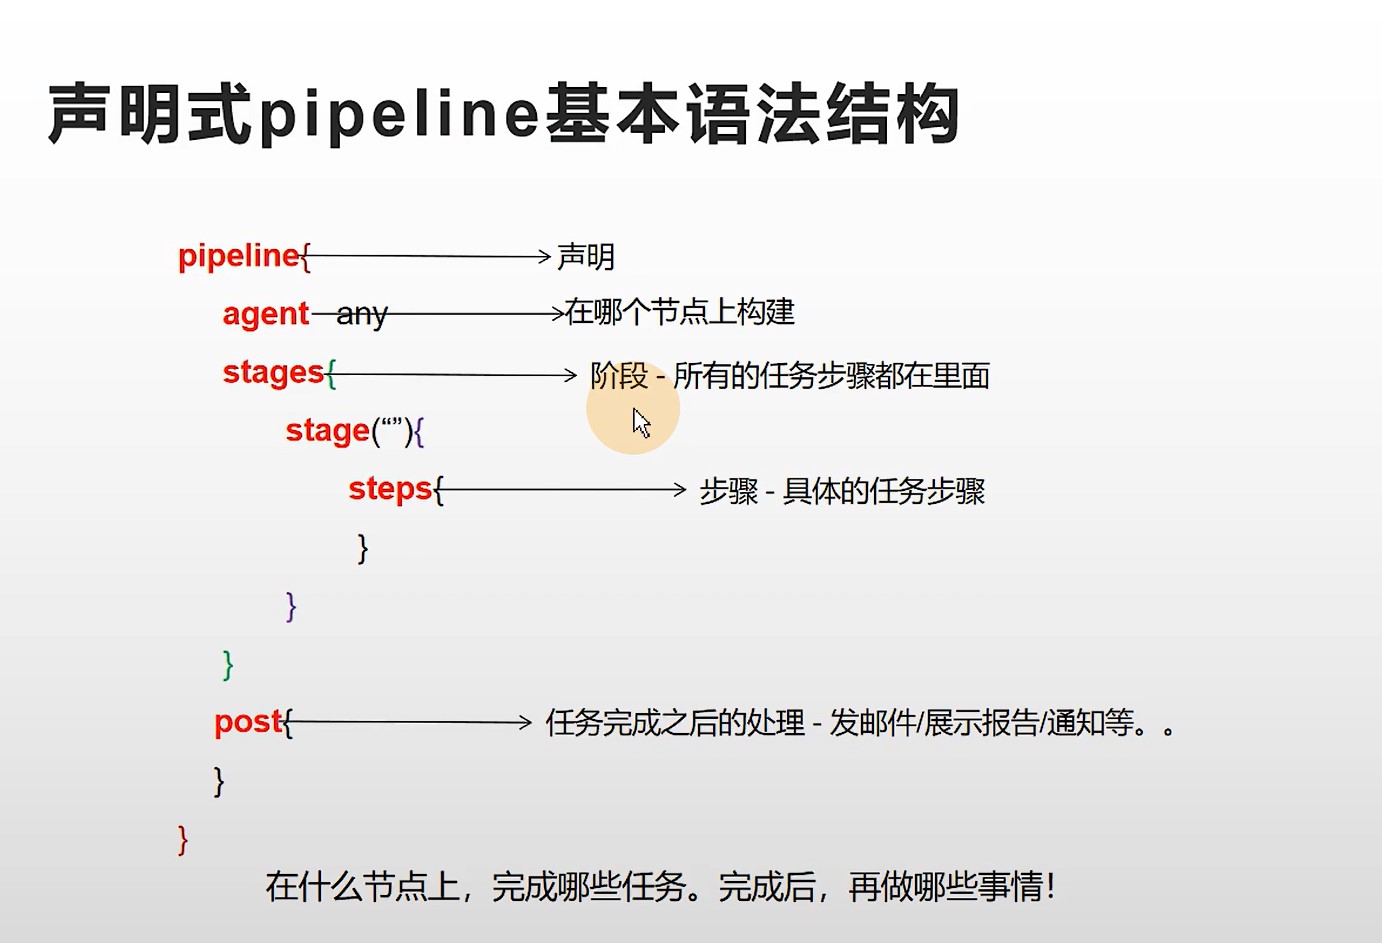 声明式pipeline基本语法结构
pipeline{ 声明
agent any 在哪个节点上构建
stages{ 阶段 - 所有的任务步骤都在里面
stage(“”){
steps{ 步骤 - 具体的任务步骤
}
}
}
post{ 任务完成之后的处理 - 发邮件/展示报告/通知等。。
}
}
在什么节点上，完成哪些任务。完成后，再做哪些事情！